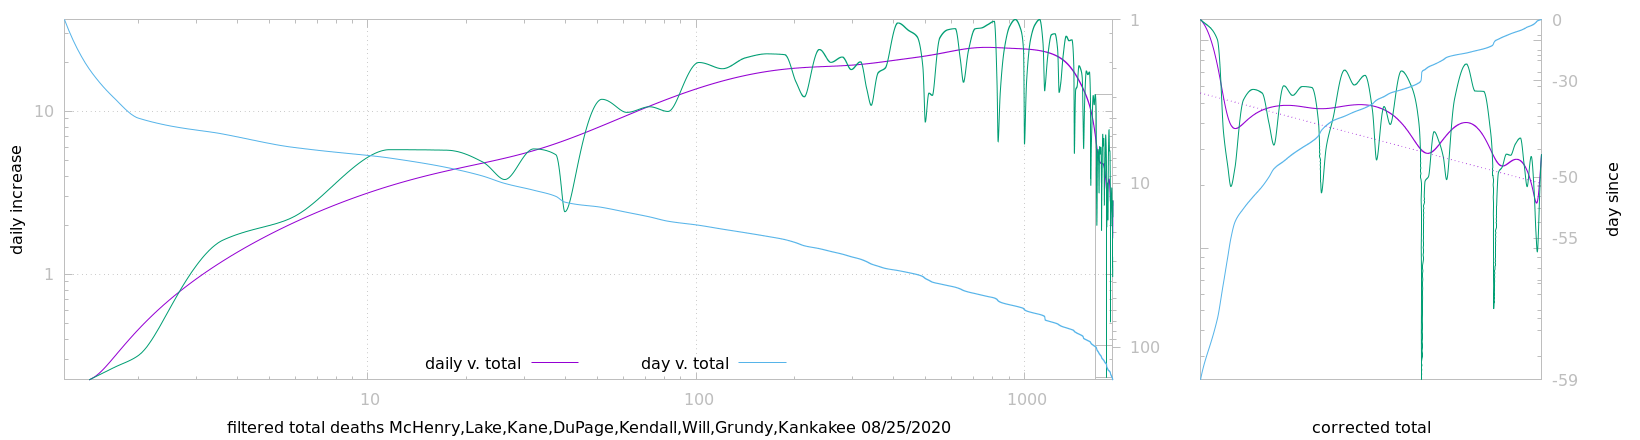 1
0
10
-30
daily increase
10
-50
day since
1
-55
daily v. total
day v. total
100
-59
10
100
1000
filtered total deaths McHenry,Lake,Kane,DuPage,Kendall,Will,Grundy,Kankakee 08/25/2020
corrected total